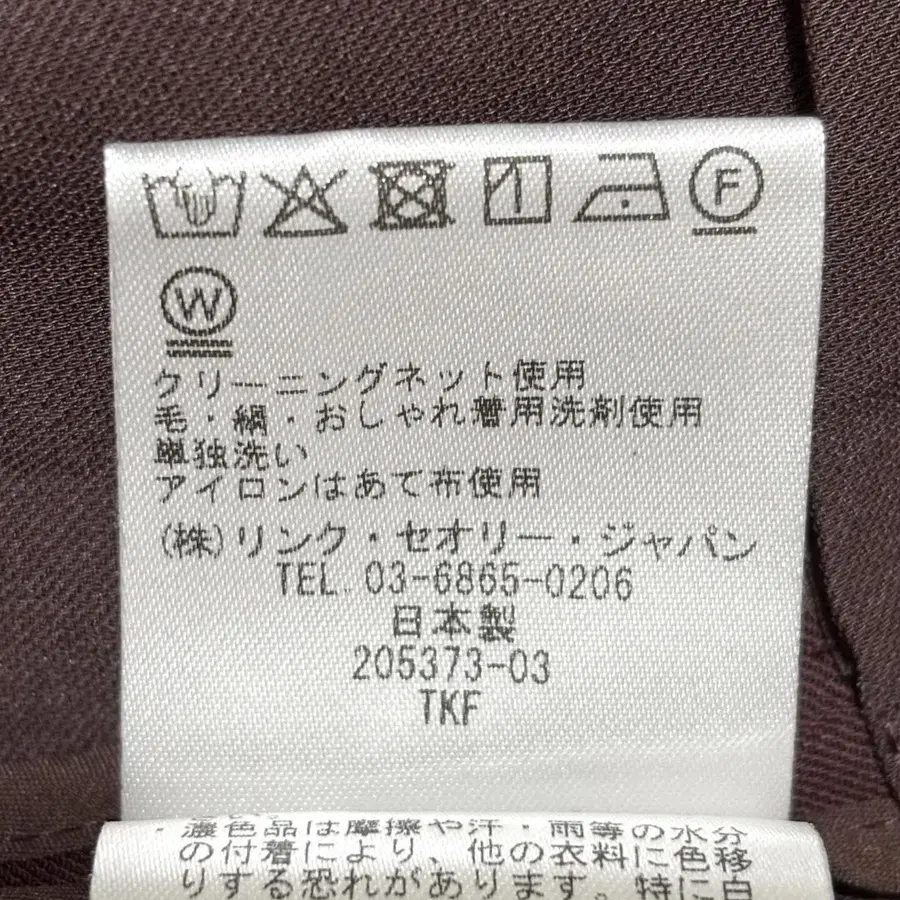 F
W
クリーニングネット使用
毛・絹・おしゃれ着用洗剤使用
単独洗い
アイロンはあて布使用
(株)リンク・セオリー・ジャパン
TEL 03-6865-0206
日本製
205373-03
TKF
・濃色品は摩擦や汗・雨等の水分
の付着により、他の衣料に色移
りする恐れがあります。特に白